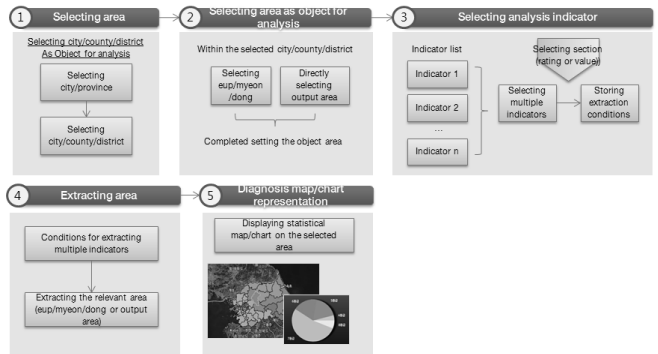 1 Selecting area
Selecting city/county/district
As Object for analysis
Selecting
city/province
Selecting
city/county/district
2 Selecting area as object for
analysis
Within the selected city/county/district
Selecting
eup/myeon
/dong
Directly
selecting
output area
Completed setting the object area
3 Selecting analysis indicator
Indicator list
Indicator 1
Indicator 2
...
Indicator n
Selecting section
(rating or value))
Selecting
multiple
indicators
Storing
extraction
conditions
4 Extracting area
Conditions for extracting
multiple indicators
Extracting the relevant area
(eup/myeon/dong or output
area)
5 Diagnosis map/chart
representation
Displaying statistical
map/chart on the selected
area